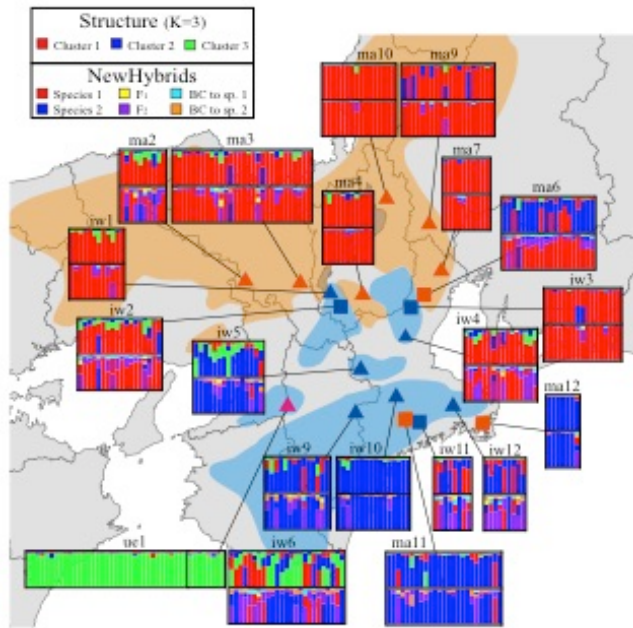 Structure (K=3)
Cluster 1 Cluster 2 Cluster 3
NewHybrids
Species 1 F1 BC to sp. 1
Species 2 F2 BC to sp. 2
ma10 ma9
ma2 ma3
ma7
ma4
ma6
iw1
iw3
iw2
iw5
iw4
ma12
iw9 iw10 iw11 iw12
uc1 iw6 ma11